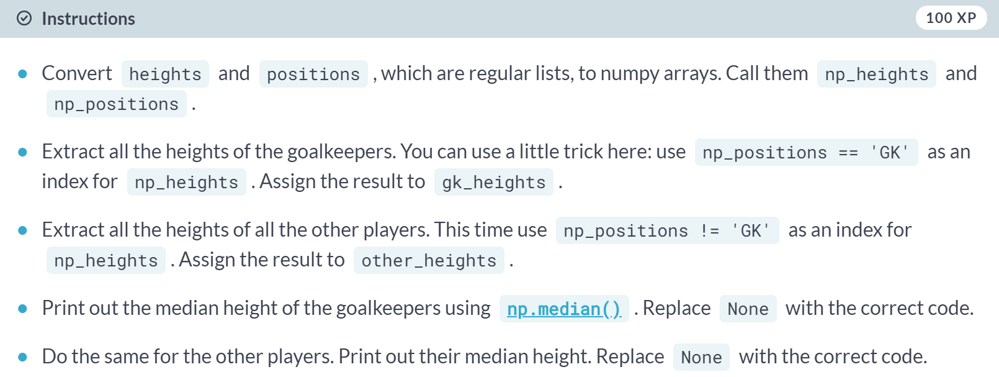 Instructions
100 XP
Convert heights and positions , which are regular lists, to numpy arrays. Call them np_heights and
np_positions .
Extract all the heights of the goalkeepers. You can use a little trick here: use np_positions == 'GK' as an
index for np_heights . Assign the result to gk_heights .
Extract all the heights of all the other players. This time use np_positions != 'GK' as an index for
np_heights . Assign the result to other_heights .
Print out the median height of the goalkeepers using np.median() . Replace None with the correct code.
Do the same for the other players. Print out their median height. Replace None with the correct code.